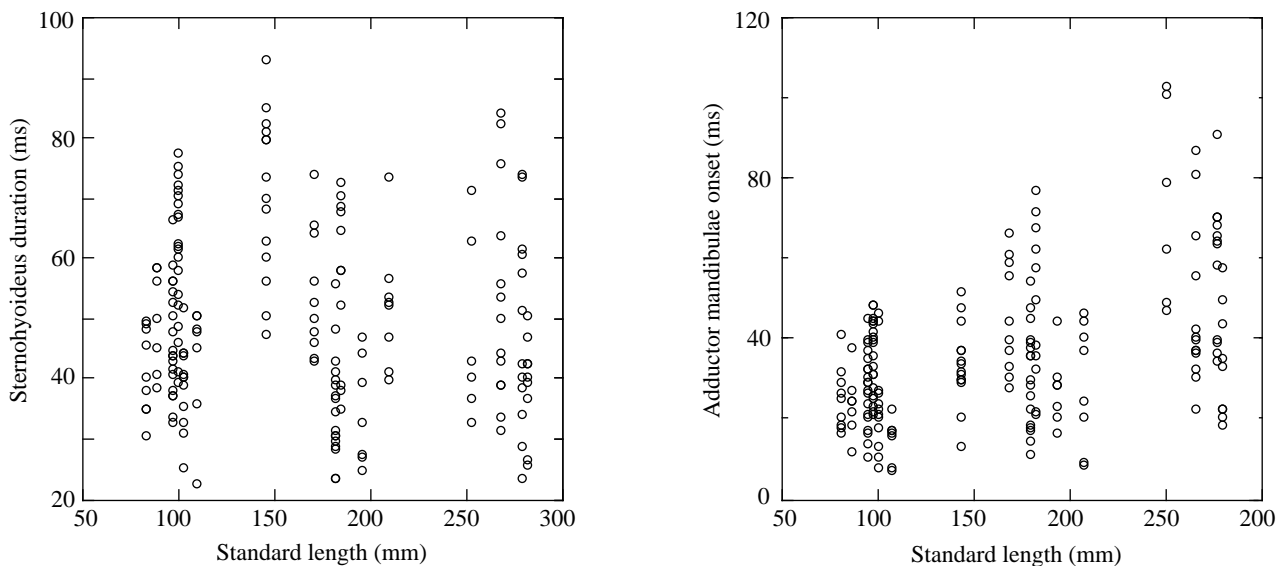 100
80
60
40
20
Sternohyoideus duration (ms)
50 100 150 200 250 300
Standard length (mm)
120
80
40
0
Adductor mandibulae onset (ms)
50 100 150 200 250 200
Standard length (mm)